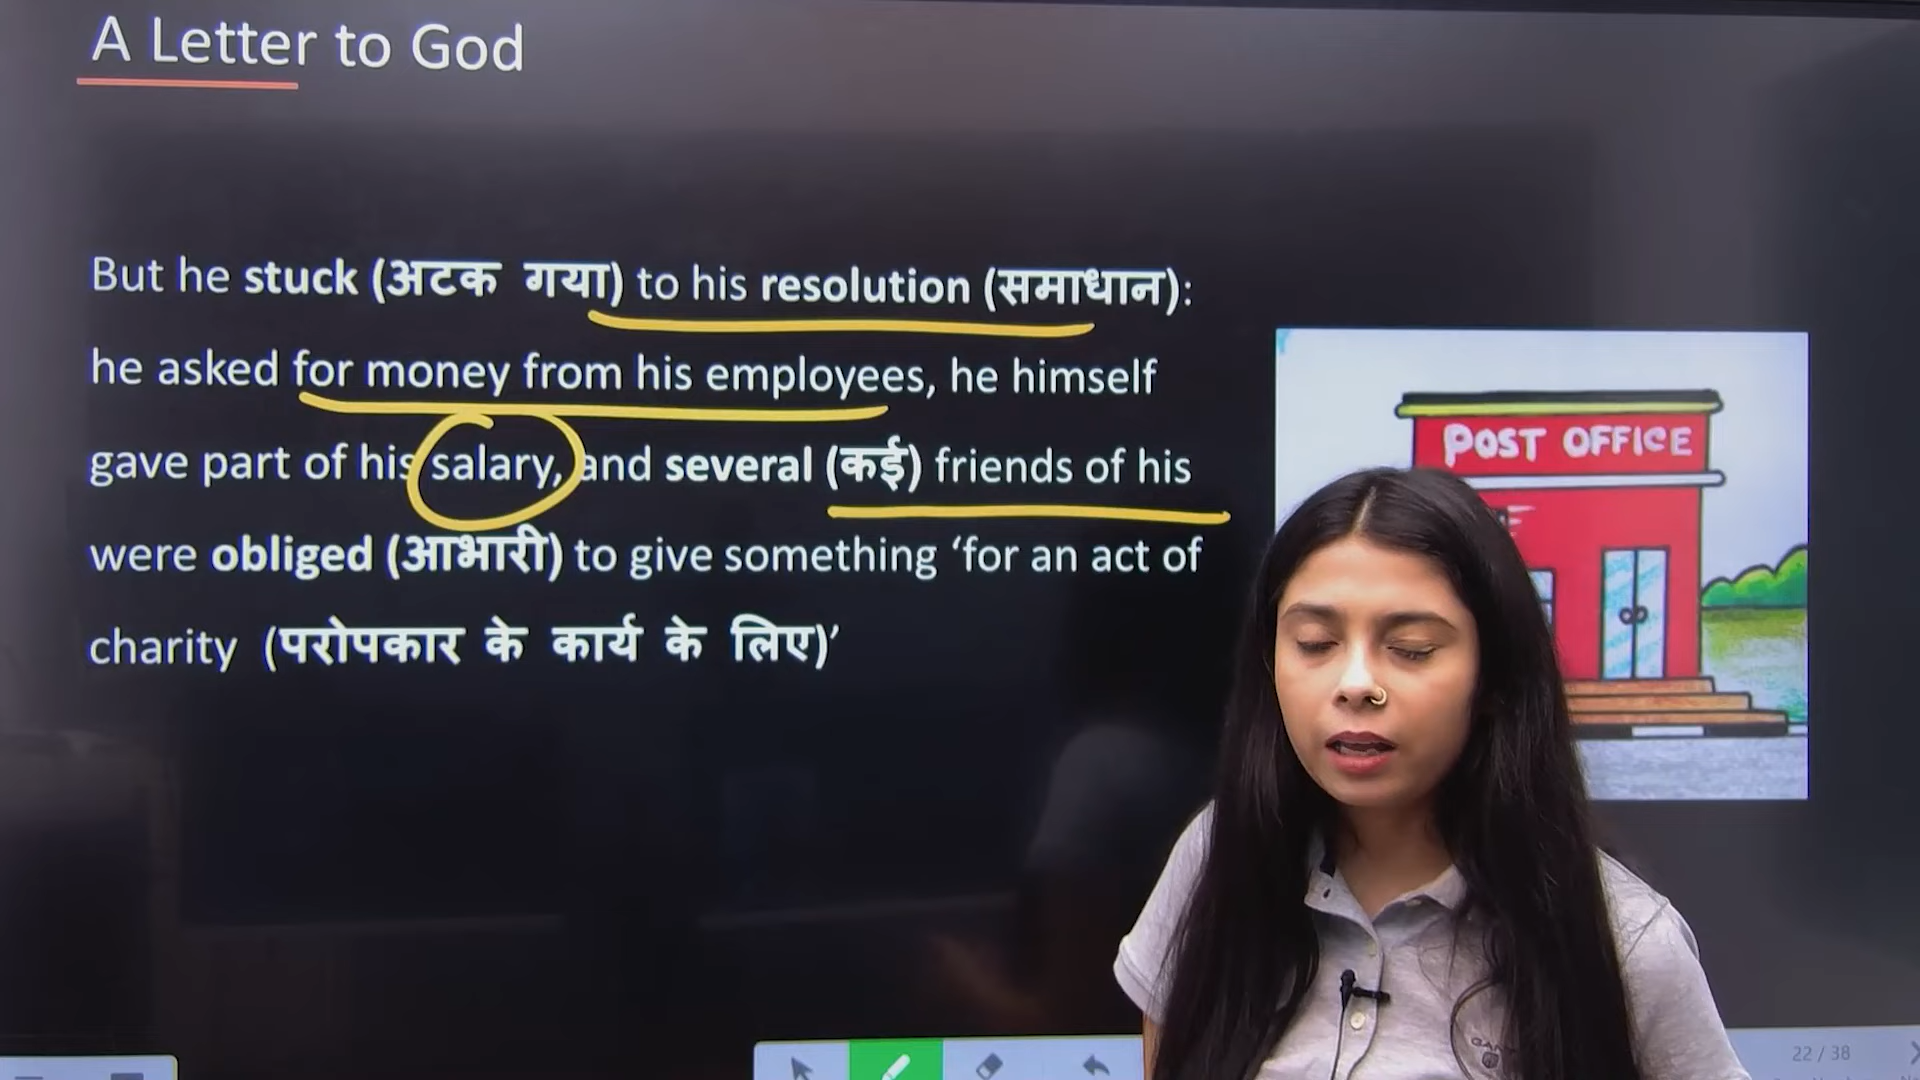 A Letter to God
But he stuck (अटक गया) to his resolution (समाधान):
he asked for money from his employees, he himself
gave part of his salary, and several (कई) friends of his
were obliged (आभारी) to give something ‘for an act of
charity (परोपकार के कार्य के लिए)’
POST OFFICE
22 / 38